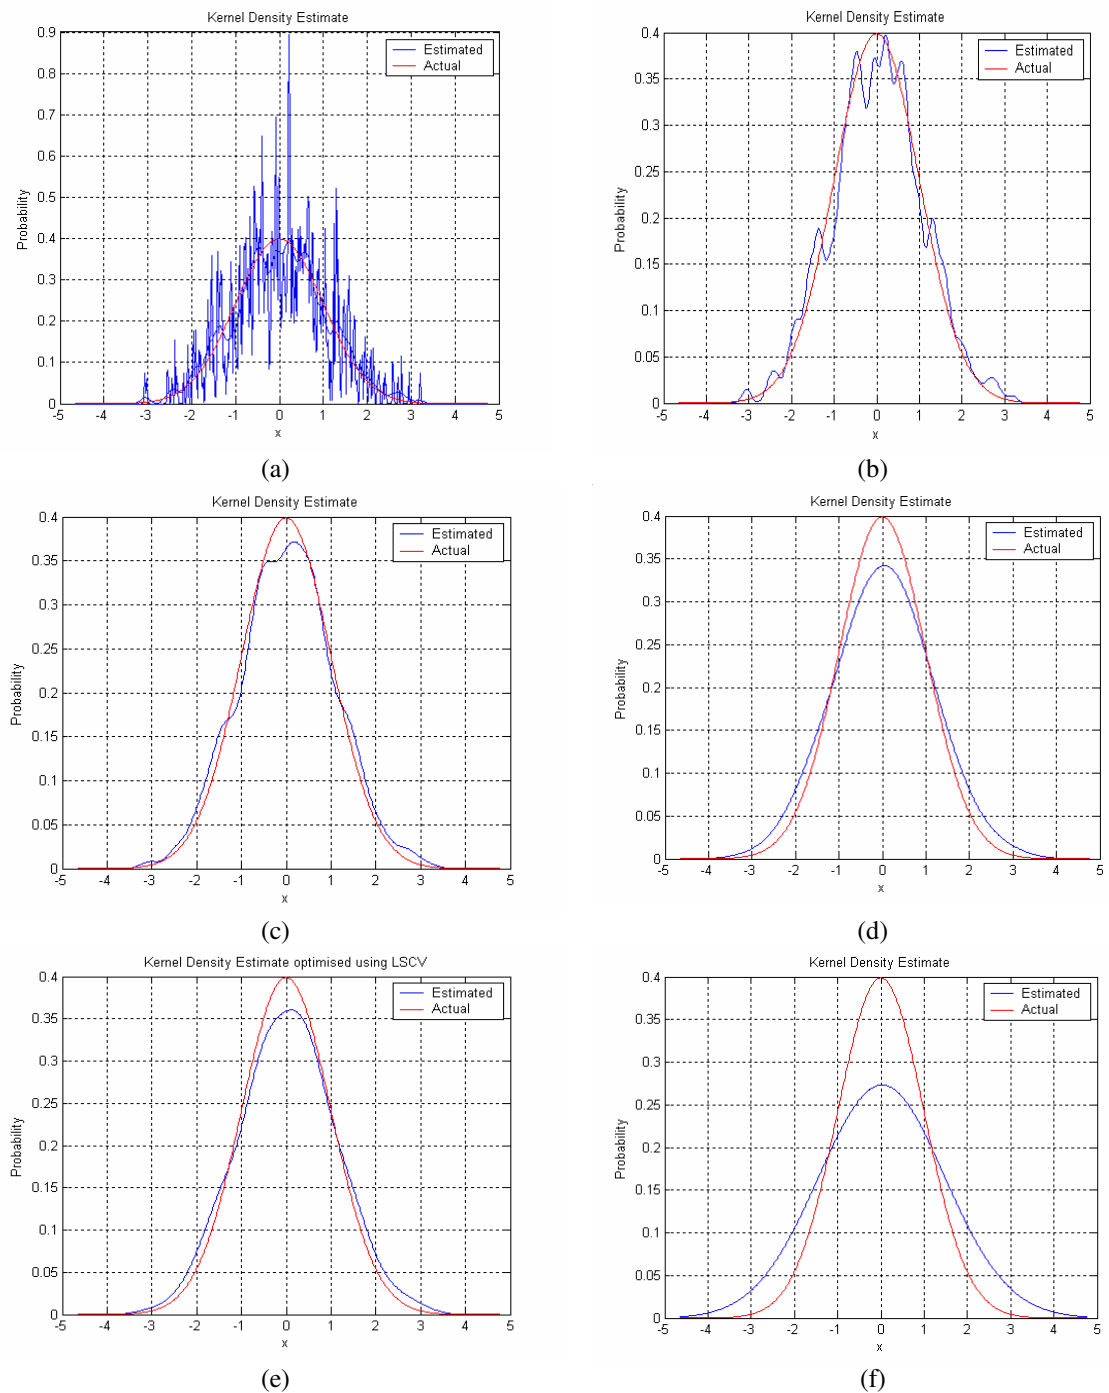 Kernel Density Estimate
0.9
0.8
0.7
0.6
0.5
0.4
0.3
0.2
0.1
0
Probability
Estimated
Actual
-5 -4 -3 -2 -1 0 1 2 3 4 5
x
(a)
Kernel Density Estimate
0.4
0.35
0.3
0.25
0.2
0.15
0.1
0.05
0
Probability
Estimated
Actual
-5 -4 -3 -2 -1 0 1 2 3 4 5
x
(b)
Kernel Density Estimate
0.4
0.35
0.3
0.25
0.2
0.15
0.1
0.05
0
Probability
Estimated
Actual
-5 -4 -3 -2 -1 0 1 2 3 4 5
x
(c)
Kernel Density Estimate
0.4
0.35
0.3
0.25
0.2
0.15
0.1
0.05
0
Probability
Estimated
Actual
-5 -4 -3 -2 -1 0 1 2 3 4 5
x
(d)
Kernel Density Estimate optimised using LSCV
0.4
0.35
0.3
0.25
0.2
0.15
0.1
0.05
0
Probability
Estimated
Actual
-5 -4 -3 -2 -1 0 1 2 3 4 5
x
(e)
Kernel Density Estimate
0.4
0.35
0.3
0.25
0.2
0.15
0.1
0.05
0
Probability
Estimated
Actual
-5 -4 -3 -2 -1 0 1 2 3 4 5
x
(f)